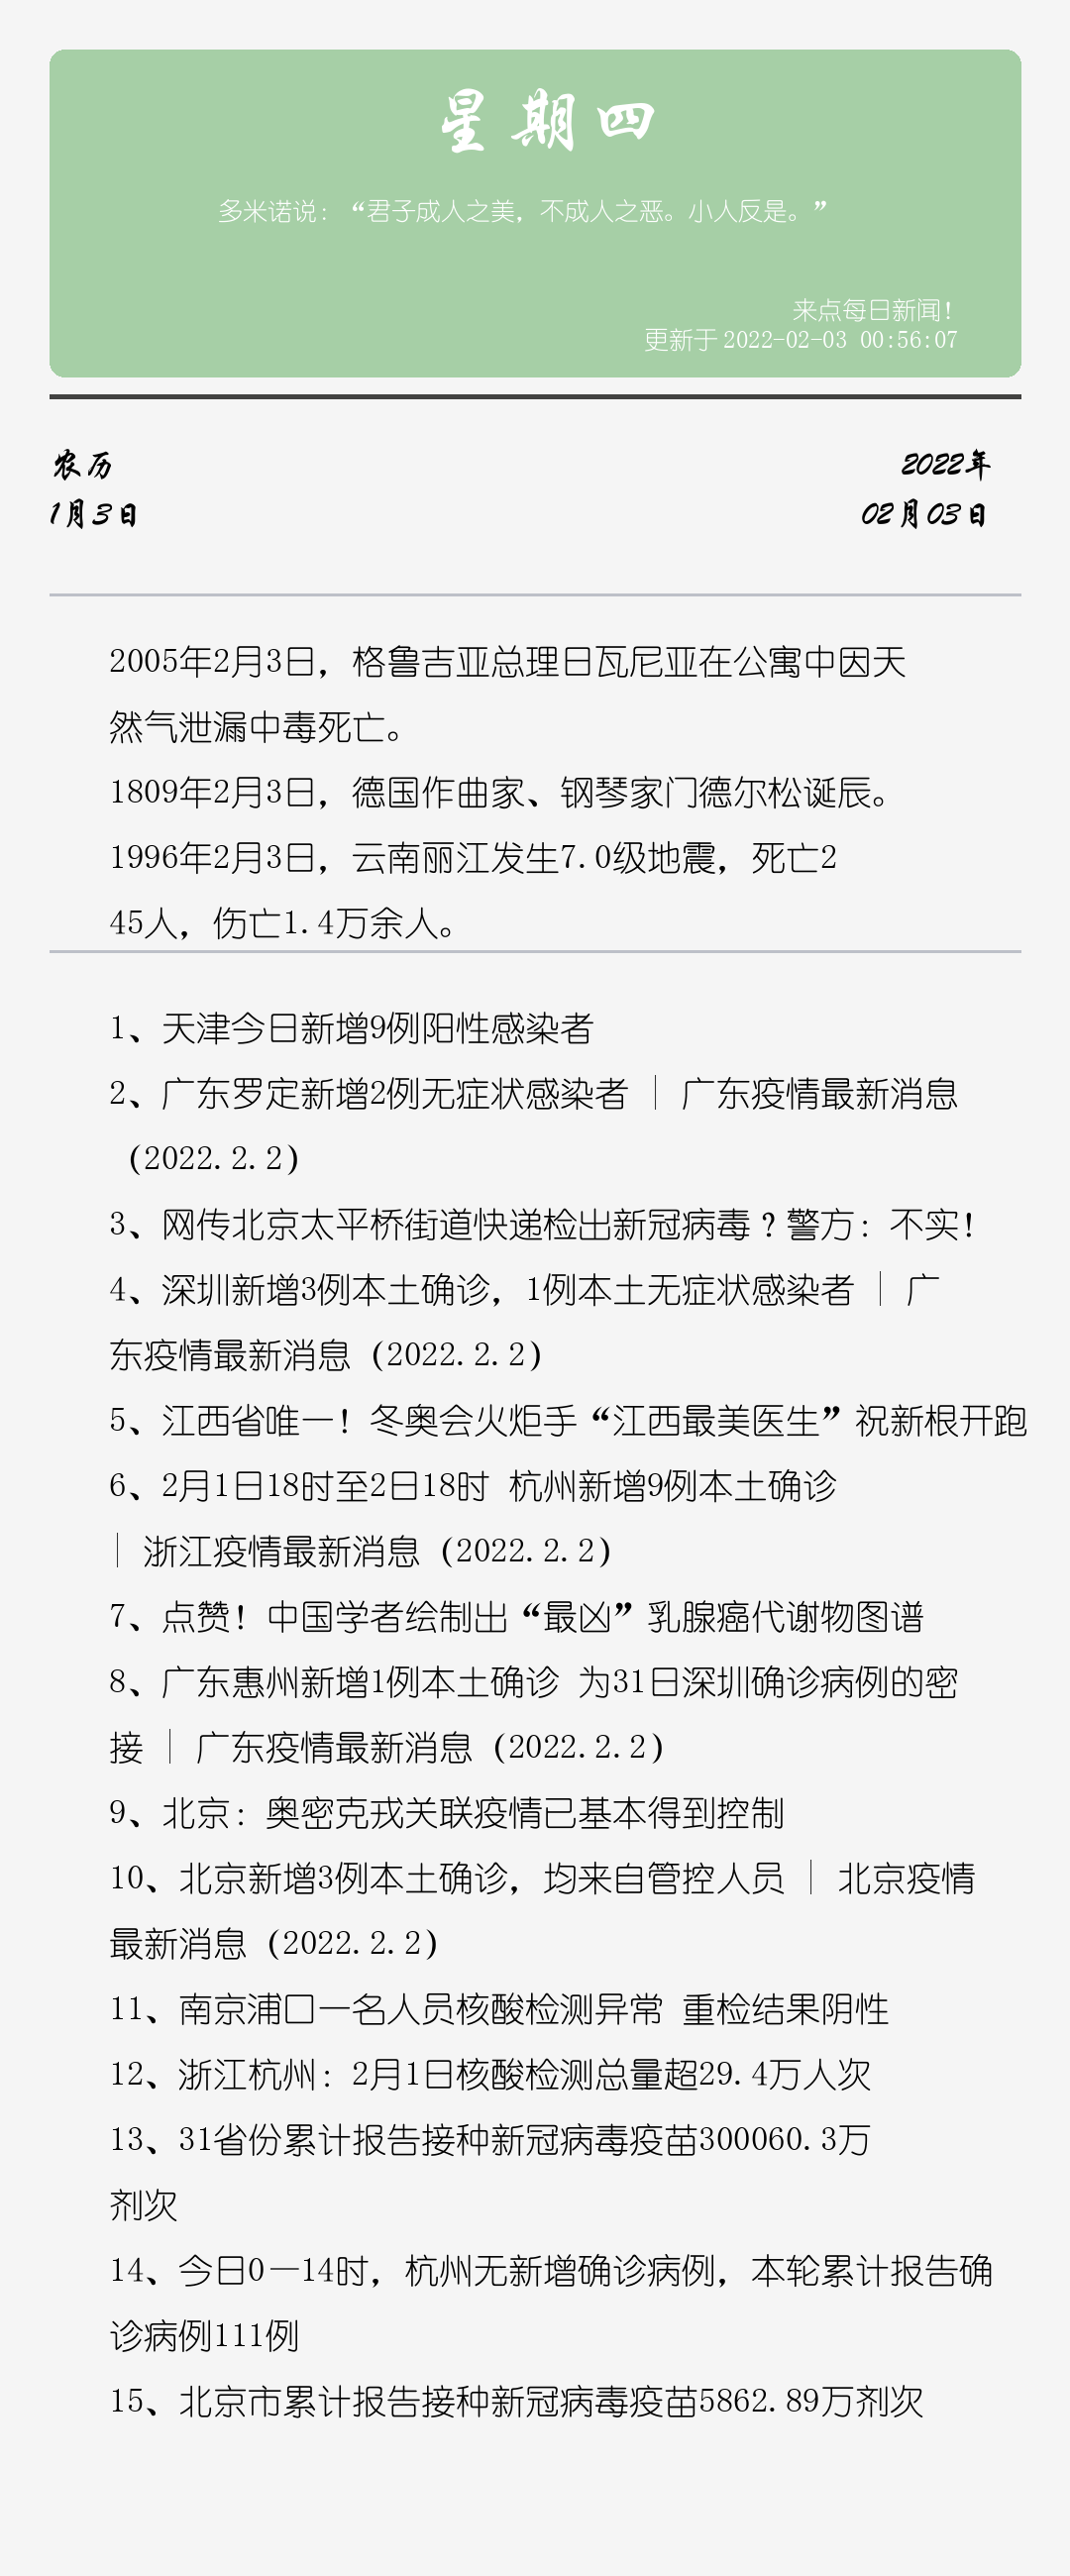 星期四
多米诺说：“君子成人之美，不成人之恶。小人反是。”
来点每日新闻！
更新于 2022-02-03 00:56:07
农历
2022年
1月3日
02月03日
2005年2月3日，格鲁吉亚总理日瓦尼亚在公寓中因天
然气泄漏中毒死亡。
1809年2月3日，德国作曲家、钢琴家门德尔松诞辰。
1996年2月3日，云南丽江发生7.0级地震，死亡2
45人，伤亡1.4万余人。
1、天津今日新增9例阳性感染者
2、广东罗定新增2例无症状感染者｜广东疫情最新消息
（2022.2.2）
3、网传北京太平桥街道快递检出新冠病毒？警方：不实！
4、深圳新增3例本土确诊，1例本土无症状感染者｜广
东疫情最新消息（2022.2.2）
5、江西省唯一！冬奥会火炬手“江西最美医生”祝新根开跑
6、2月1日18时至2日18时 杭州新增9例本土确诊
｜浙江疫情最新消息（2022.2.2）
7、点赞！中国学者绘制出“最凶”乳腺癌代谢物图谱
8、广东惠州新增1例本土确诊 为31日深圳确诊病例的密
接｜广东疫情最新消息（2022.2.2）
9、北京：奥密克戎关联疫情已基本得到控制
10、北京新增3例本土确诊，均来自管控人员｜北京疫情
最新消息（2022.2.2）
11、南京浦口一名人员核酸检测异常 重检结果阴性
12、浙江杭州：2月1日核酸检测总量超29.4万人次
13、31省份累计报告接种新冠病毒疫苗300060.3万
剂次
14、今日0—14时，杭州无新增确诊病例，本轮累计报告确
诊病例111例
15、北京市累计报告接种新冠病毒疫苗5862.89万剂次